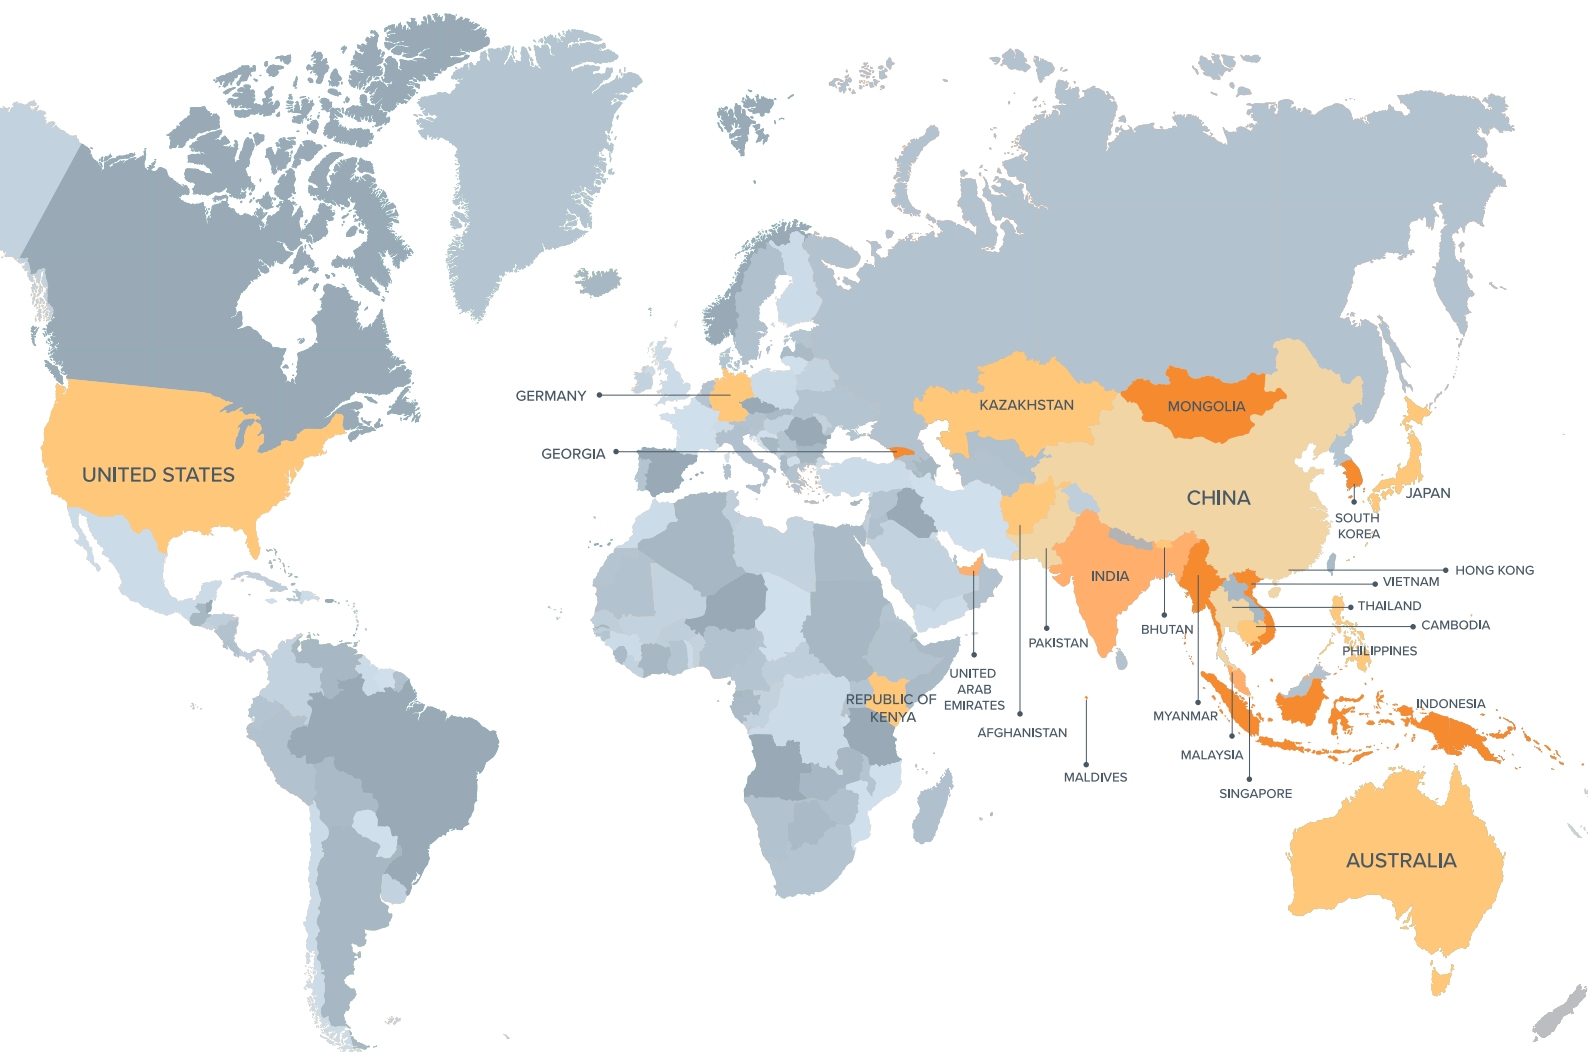 GERMANY
KAZAKHSTAN
MONGOLIA
GEORGIA
UNITED STATES
CHINA
JAPAN
SOUTH
KOREA
HONG KONG
INDIA
VIETNAM
THAILAND
CAMBODIA
BHUTAN
PAKISTAN
PHILIPPINES
UNITED
ARAB
EMIRATES
REPUBLIC OF
KENYA
INDONESIA
MYANMAR
AFGHANISTAN
MALAYSIA
MALDIVES
SINGAPORE
AUSTRALIA